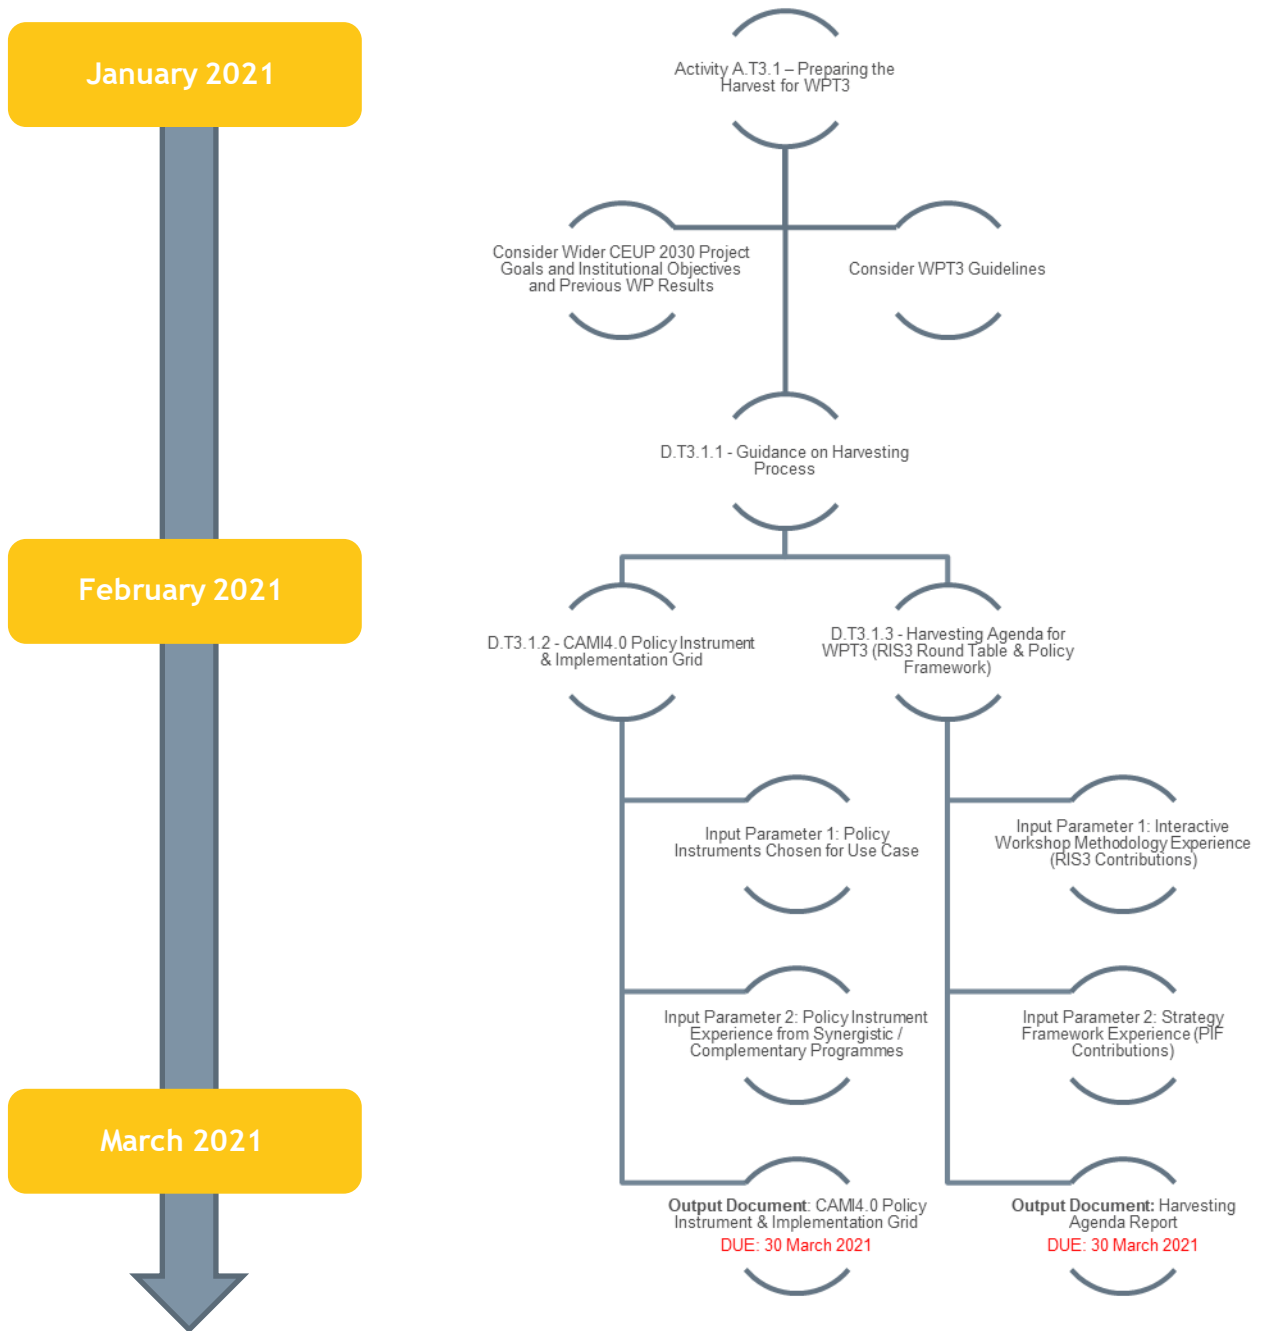 January 2021
Activity A.T3.1 – Preparing the
Harvest for WPT3
Consider Wider CEUP 2030 Project
Goals and Institutional Objectives
and Previous WP Results
Consider WPT3 Guidelines
D.T3.1.1 - Guidance on Harvesting
Process
February 2021
D.T3.1.2 - CAMI4.0 Policy Instrument
& Implementation Grid
D.T3.1.3 - Harvesting Agenda for
WPT3 (RIS3 Round Table & Policy
Framework)
Input Parameter 1: Policy
Instruments Chosen for Use Case
Input Parameter 1: Interactive
Workshop Methodology Experience
(RIS3 Contributions)
Input Parameter 2: Policy Instrument
Experience from Synergistic /
Complementary Programmes
Input Parameter 2: Strategy
Framework Experience (PIF
Contributions)
March 2021
Output Document: CAMI4.0 Policy
Instrument & Implementation Grid
DUE: 30 March 2021
Output Document: Harvesting
Agenda Report
DUE: 30 March 2021